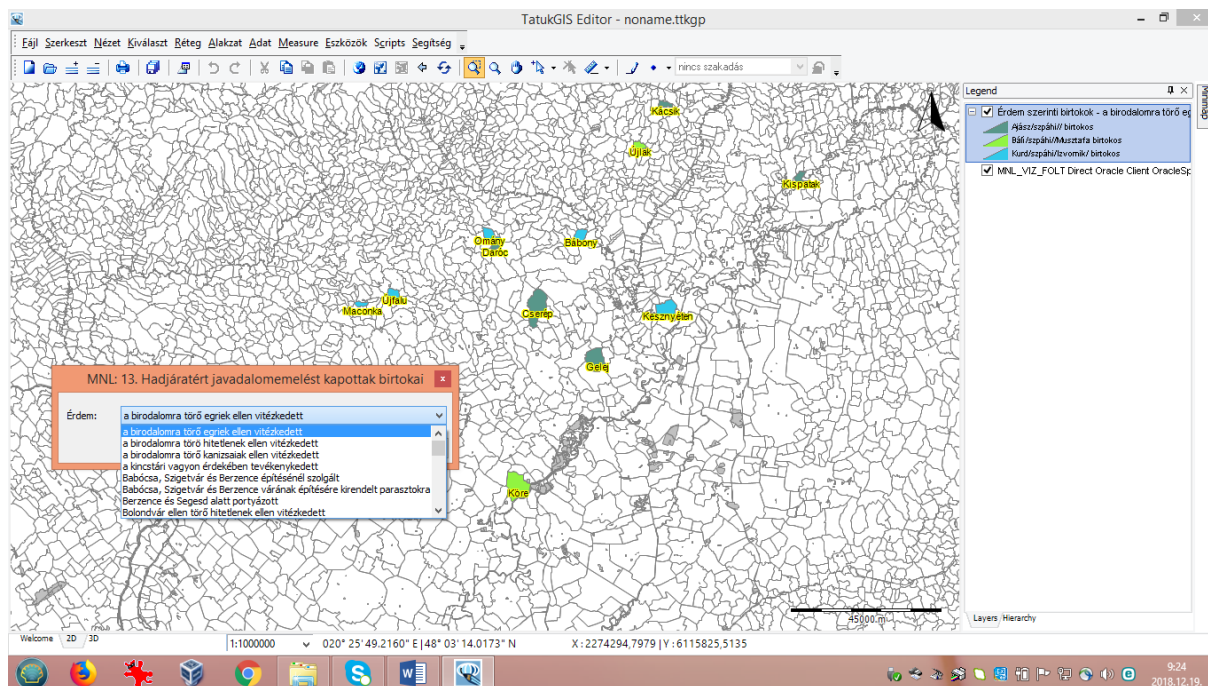 TatukGIS Editor - noname.ttkgp
Fájl Szerkeszt Nézet Kiválaszt Réteg Alakzat Adat Measure Eszközök Scripts Segítség
nincs szakadás
Legend
Minimap
Érdem szerinti birtokok - a birodalomra törő eg
Ajász/szpáhi// birtokos
Báli/szpáhi//Musztafa birtokos
Kurd/szpáhi/Izvornik/ birtokos
MNL_VIZ_FOLT Direct Oracle Client OracleSp
Kácsik
Újlak
Kispatak
Omány
Daróc
Bábony
Újfalu
Maconka
Cserép
Kesznyéten
Gelej
Köre
MNL: 13. Hadjáratért javadalomemelést kapottak birtokai
Érdem:
a birodalomra törő egriek ellen vitézkedett
a birodalomra törő egriek ellen vitézkedett
a birodalomra törő hitetlenek ellen vitézkedett
a birodalomra törő kanizsaiak ellen vitézkedett
a kincstári vagyon érdekében tevékenykedett
Babócsa, Szigetvár és Berzence építésénél szolgált
Babócsa, Szigetvár és Berzence várának építésére kirendelt parasztokra
Berzence és Segesd alatt portyázott
Bolondvár ellen törő hitetlenek ellen vitézkedett
45000 m
Layers Hierarchy
Welcome 2D 3D
1:1000000
020° 25' 49.2160" E|48° 03' 14.0173" N
X : 2274294,7979 | Y : 6115825,5135
9:24
2018.12.19.